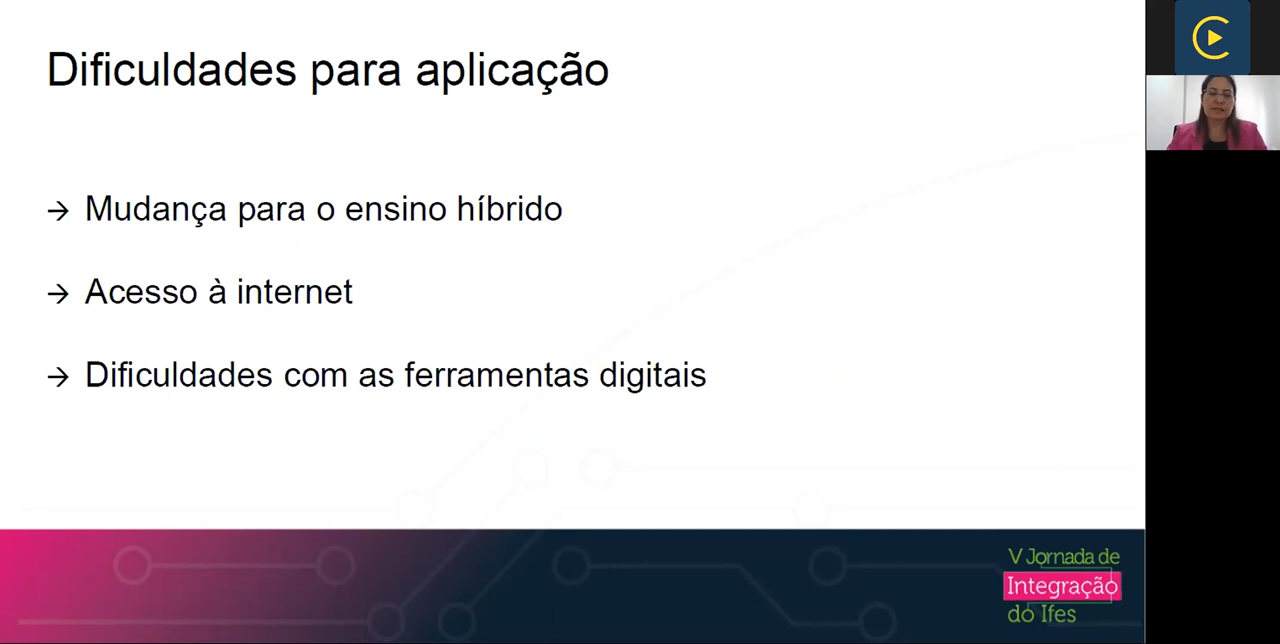 Dificuldades para aplicação
→ Mudança para o ensino híbrido
→ Acesso à internet
→ Dificuldades com as ferramentas digitais
V Jornada de
Integração
do Ifes